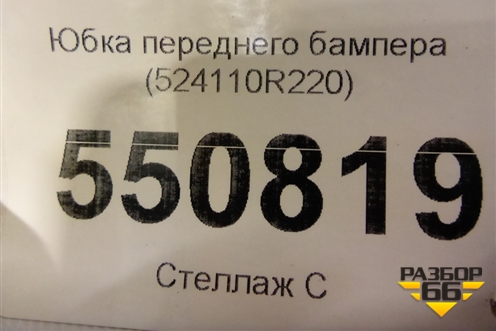 Юбка переднего бампера
(524110R220)
550819
Стеллаж С
РАЗБОР
66